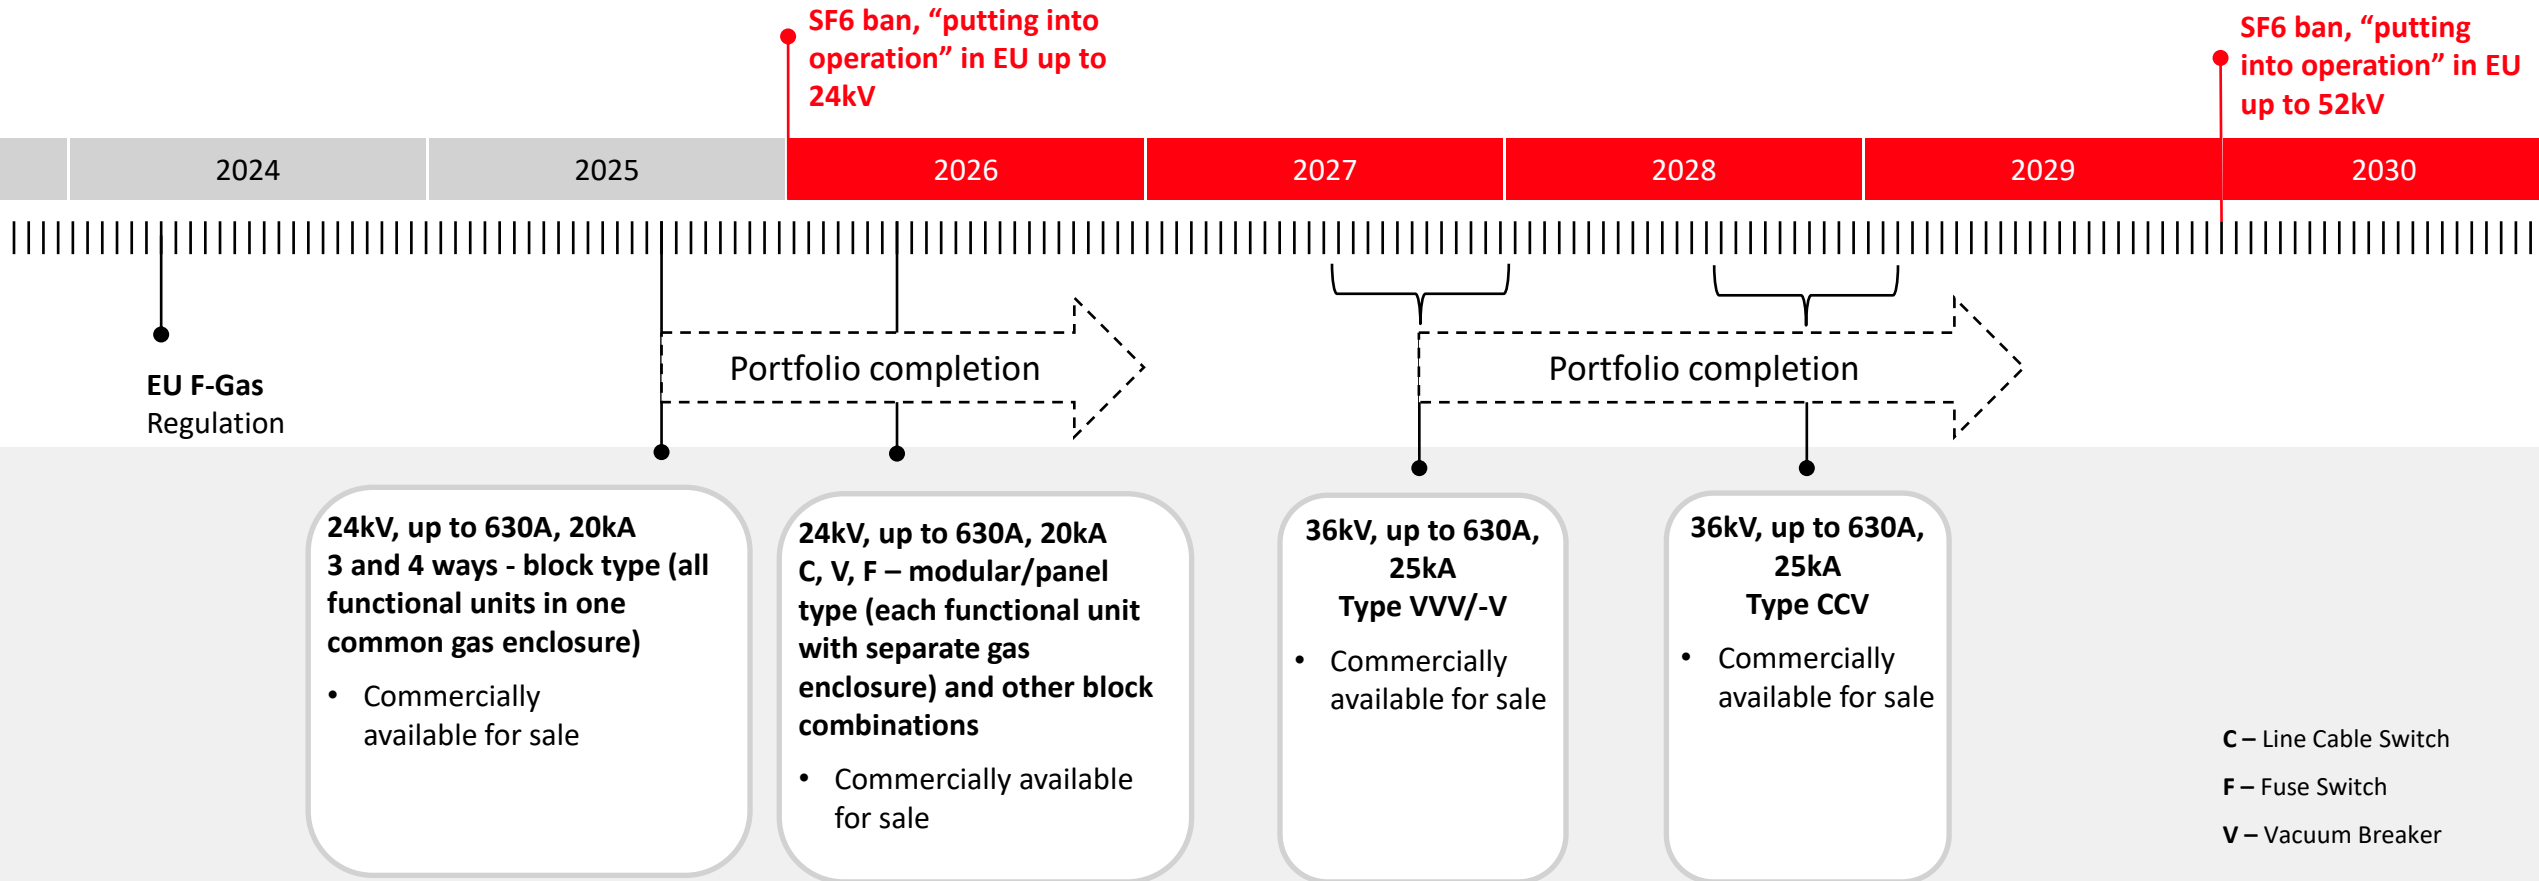 SF6 ban, “putting into
operation” in EU up to
24kV
SF6 ban, “putting
into operation” in EU
up to 52kV
2024
2025
2026
2027
2028
2029
2030
EU F-Gas
Regulation
Portfolio completion
Portfolio completion
24kV, up to 630A, 20kA
3 and 4 ways - block type (all
functional units in one
common gas enclosure)
• Commercially
available for sale
24kV, up to 630A, 20kA
C, V, F – modular/panel
type (each functional unit
with separate gas
enclosure) and other block
combinations
• Commercially available
for sale
36kV, up to 630A,
25kA
Type VVV/-V
• Commercially
available for sale
36kV, up to 630A,
25kA
Type CCV
• Commercially
available for sale
C – Line Cable Switch
F – Fuse Switch
V – Vacuum Breaker